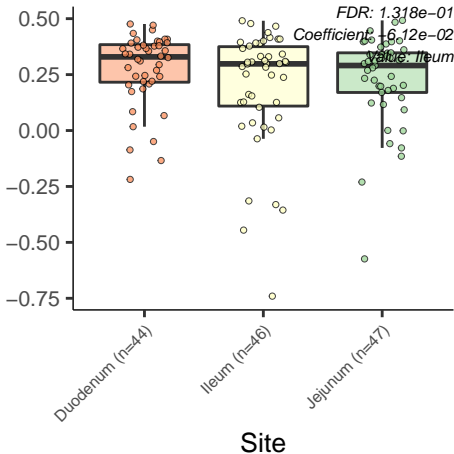 FDR: 1.318e−01
Coefficient: −6.12e−02
Value: Ileum
0.50
0.25
0.00
−0.25
−0.50
−0.75
Duodenum (n=44)
Ileum (n=46)
Jejunum (n=47)
Site